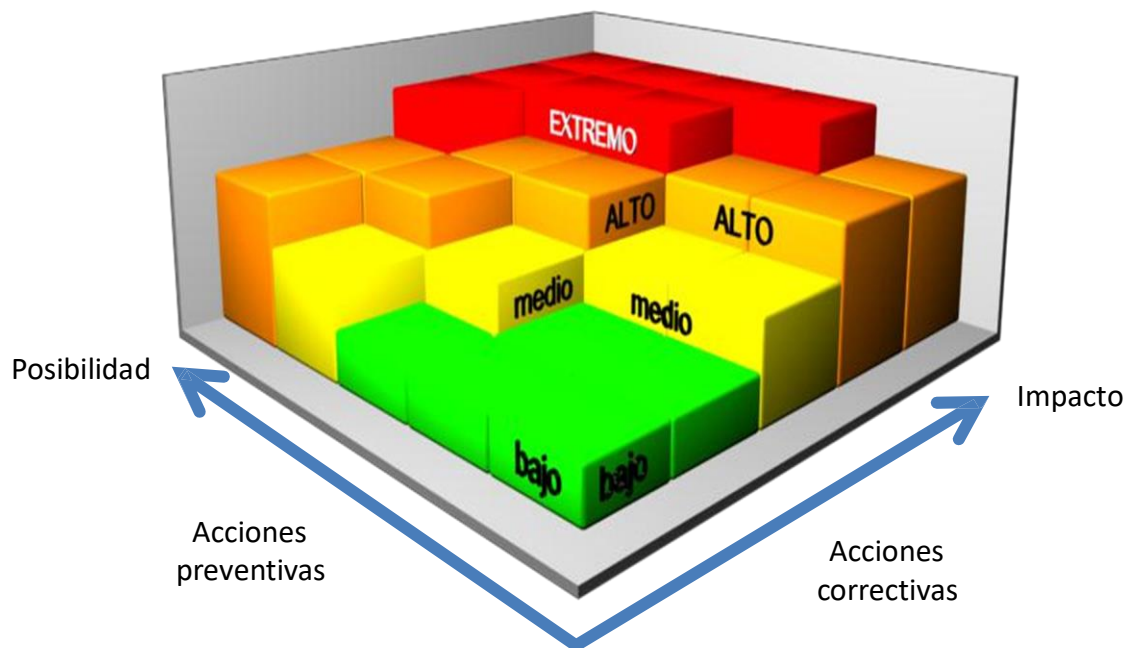 EXTREMO
ALTO
ALTO
medio
medio
bajo
bajo
Posibilidad
Impacto
Acciones
preventivas
Acciones
correctivas